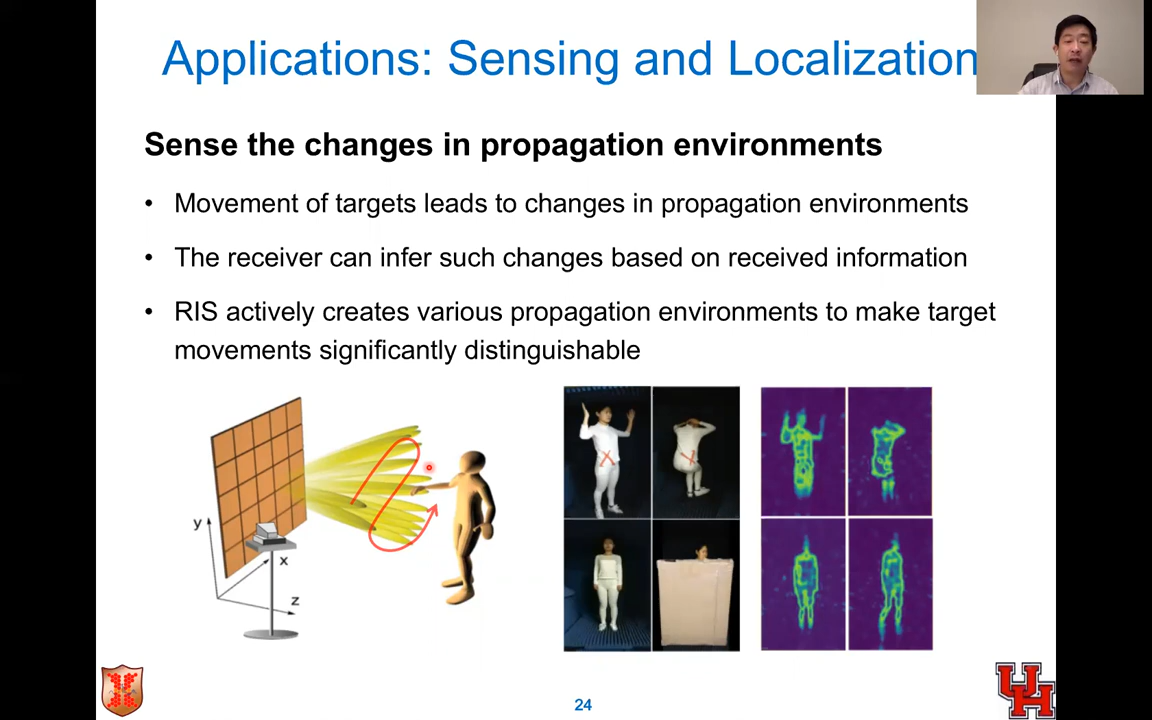 Applications: Sensing and Localization
Sense the changes in propagation environments
• Movement of targets leads to changes in propagation environments
• The receiver can infer such changes based on received information
• RIS actively creates various propagation environments to make target
movements significantly distinguishable
y
x
z
UH
24